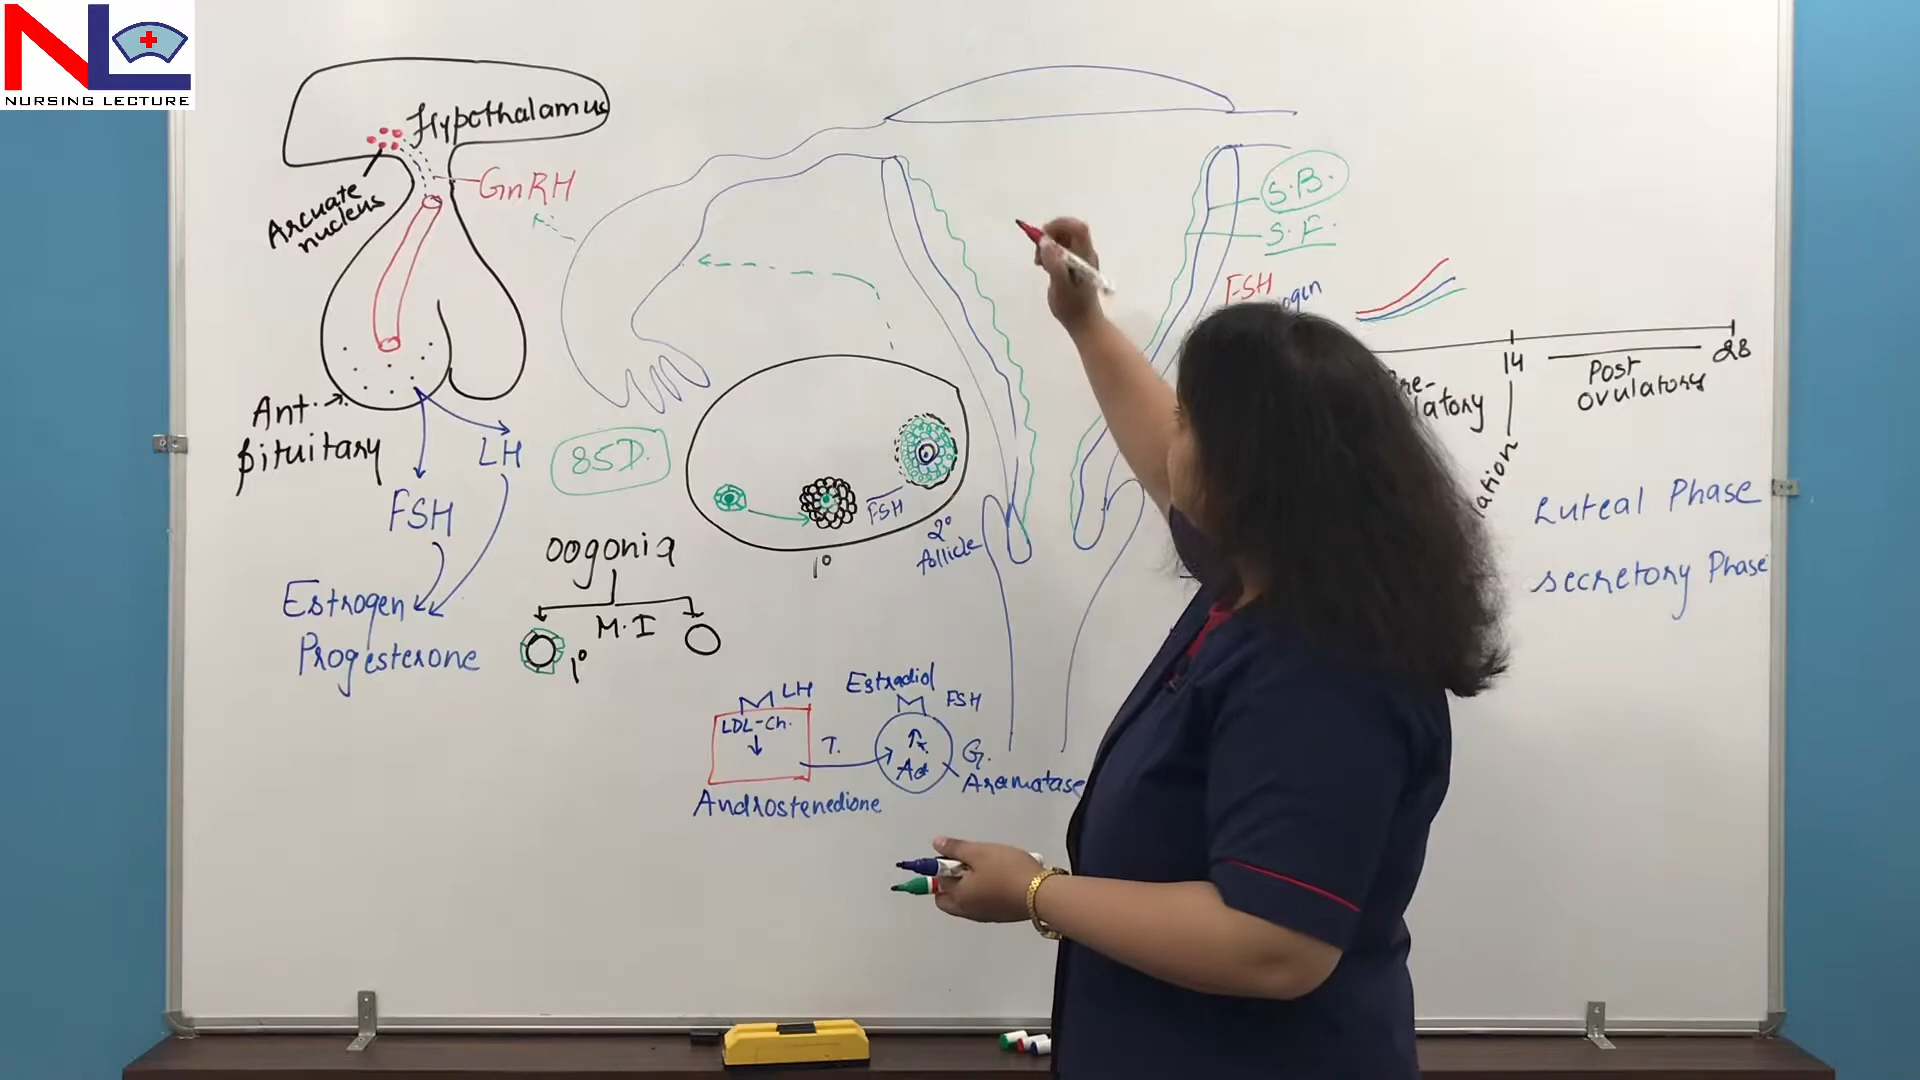 NL
NURSING LECTURE
Hypothalamus
Arcuate
nucleus
GnRH
Ant.
pituitary
LH
FSH
Estrogen
Progesterone
85D.
oogonia
M.I
1°
FSH
1°
2°
follicle
LH
LDL-Ch.
Androstenedione
T.
Estradiol
FSH
G.
Aromatase
S.B.
S.F.
FSH
14
28
Post
ovulatory
Luteal Phase
secretory Phase